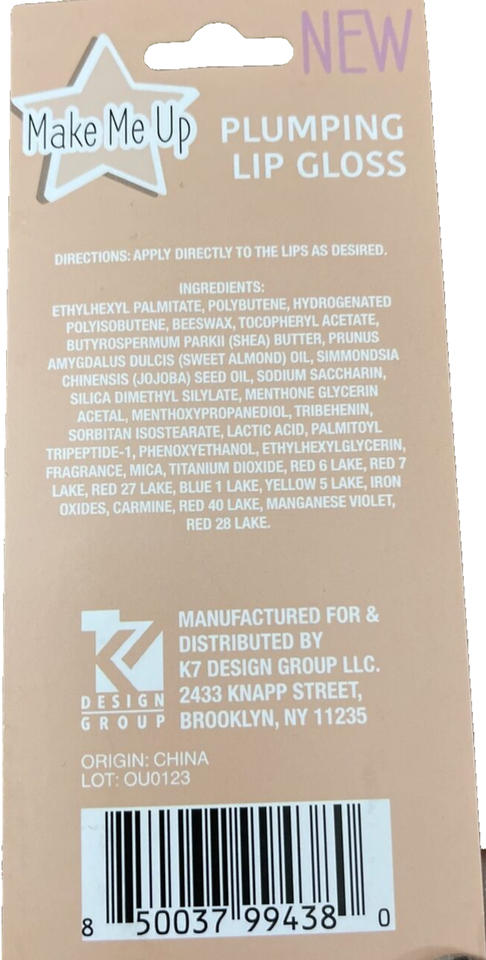 NEW
Make Me Up
PLUMPING
LIP GLOSS
DIRECTIONS: APPLY DIRECTLY TO THE LIPS AS DESIRED.
INGREDIENTS:
ETHYLHEXYL PALMITATE, POLYBUTENE, HYDROGENATED
POLYISOBUTENE, BEESWAX, TOCOPHERYL ACETATE,
BUTYROSPERMUM PARKII (SHEA) BUTTER, PRUNUS
AMYGDALUS DULCIS (SWEET ALMOND) OIL, SIMMONDSIA
CHINENSIS (JOJOBA) SEED OIL, SODIUM SACCHARIN,
SILICA DIMETHYL SILYLATE, MENTHONE GLYCERIN
ACETAL, MENTHOXYPROPANEDIOL, TRIBEHENIN,
SORBITAN ISOSTEARATE, LACTIC ACID, PALMITOYL
TRIPEPTIDE-1, PHENOXYETHANOL, ETHYLHEXYLGLYCERIN,
FRAGRANCE, MICA, TITANIUM DIOXIDE, RED 6 LAKE, RED 7
LAKE, RED 27 LAKE, BLUE 1 LAKE, YELLOW 5 LAKE, IRON
OXIDES, CARMINE, RED 40 LAKE, MANGANESE VIOLET,
RED 28 LAKE.
K7
DESIGN
GROUP
MANUFACTURED FOR &
DISTRIBUTED BY
K7 DESIGN GROUP LLC.
2433 KNAPP STREET,
BROOKLYN, NY 11235
ORIGIN: CHINA
LOT: OU0123
8 50037 99438 0